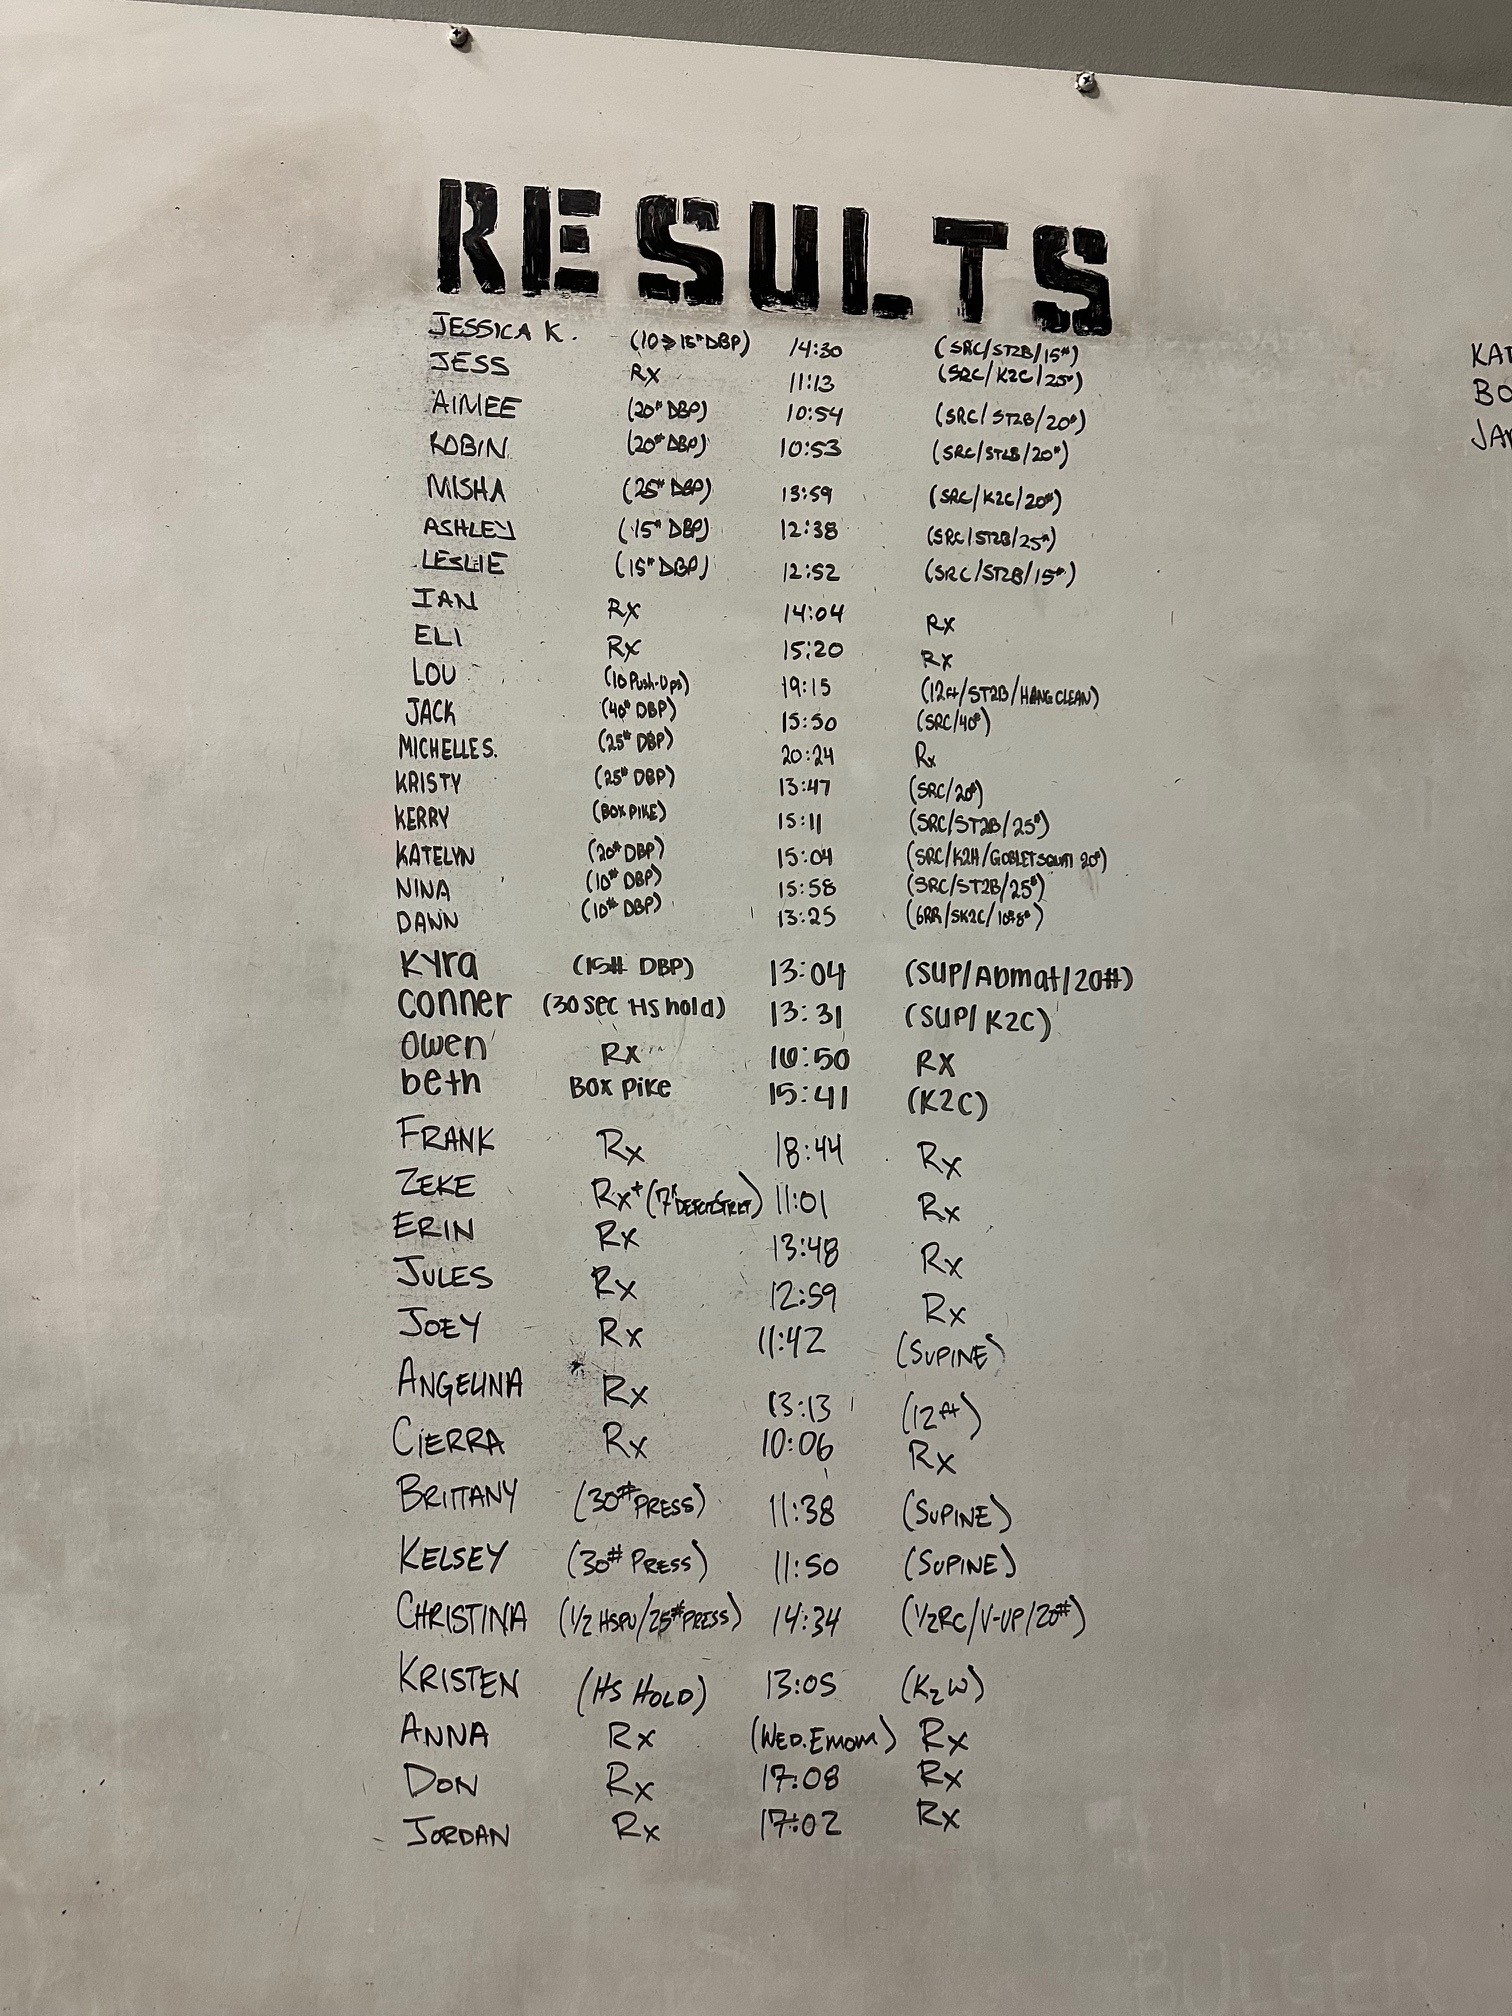 RESULTS
JESSICA K. (10→15# DBP) 14:30 (SRC/ST2B/15#)
JESS Rx 11:13 (SRC/K2C/25#)
AIMEE (20# DBP) 10:54 (SRC/ST2B/20#)
ROBIN (20# DBP) 10:53 (SRC/ST2B/20#)
MISHA (25# DBP) 13:59 (SRC/K2C/20#)
ASHLEY (15# DBP) 12:38 (SRC/ST2B/25#)
LESLIE (15# DBP) 12:52 (SRC/ST2B/15#)
IAN Rx 14:04 Rx
ELI Rx 15:20 Rx
LOU (10 Push-Ups) 19:15 (12ft/ST2B/HANG CLEAN)
JACK (40# DBP) 15:50 (SRC/40#)
MICHELLE S. (25# DBP) 20:24 Rx
KRISTY (25# DBP) 13:47 (SRC/20#)
KERRY (BOX PIKE) 15:11 (SRC/ST2B/25#)
KATELYN (20# DBP) 15:04 (SRC/K2H/GOBLET SQUAT 20#)
NINA (10# DBP) 15:58 (SRC/ST2B/25#)
DANN (10# DBP) 13:25 (6RR/SK2C/
Kyra (15# DBP) 13:04 (SUP/Abmat/20#)
conner (30 sec HS hold) 13:31 (SUP/K2C)
owen Rx 10:50 RX
beth Box pike 15:41 (K2C)
FRANK Rx 18:44 Rx
ZEKE Rx+ (7" DEFICIT STRICT) 11:01 Rx
ERIN Rx 13:48 Rx
JULES Rx 12:59 Rx
JOEY Rx 11:42 (SUPINE)
ANGELINA Rx 13:13 (12ft)
CIERRA Rx 10:06 Rx
BRITTANY (30# PRESS) 11:38 (SUPINE)
KELSEY (30# PRESS) 11:50 (SUPINE)
CHRISTINA (1/2 HSPU/25# PRESS) 14:34 (1/2RC/V-UP/20#)
KRISTEN (HS HOLD) 13:05 (K2W)
ANNA Rx (WED. EMOM) Rx
DON Rx 17:08 Rx
JORDAN Rx 17:02 Rx
KAT
BO
JA
BULGER